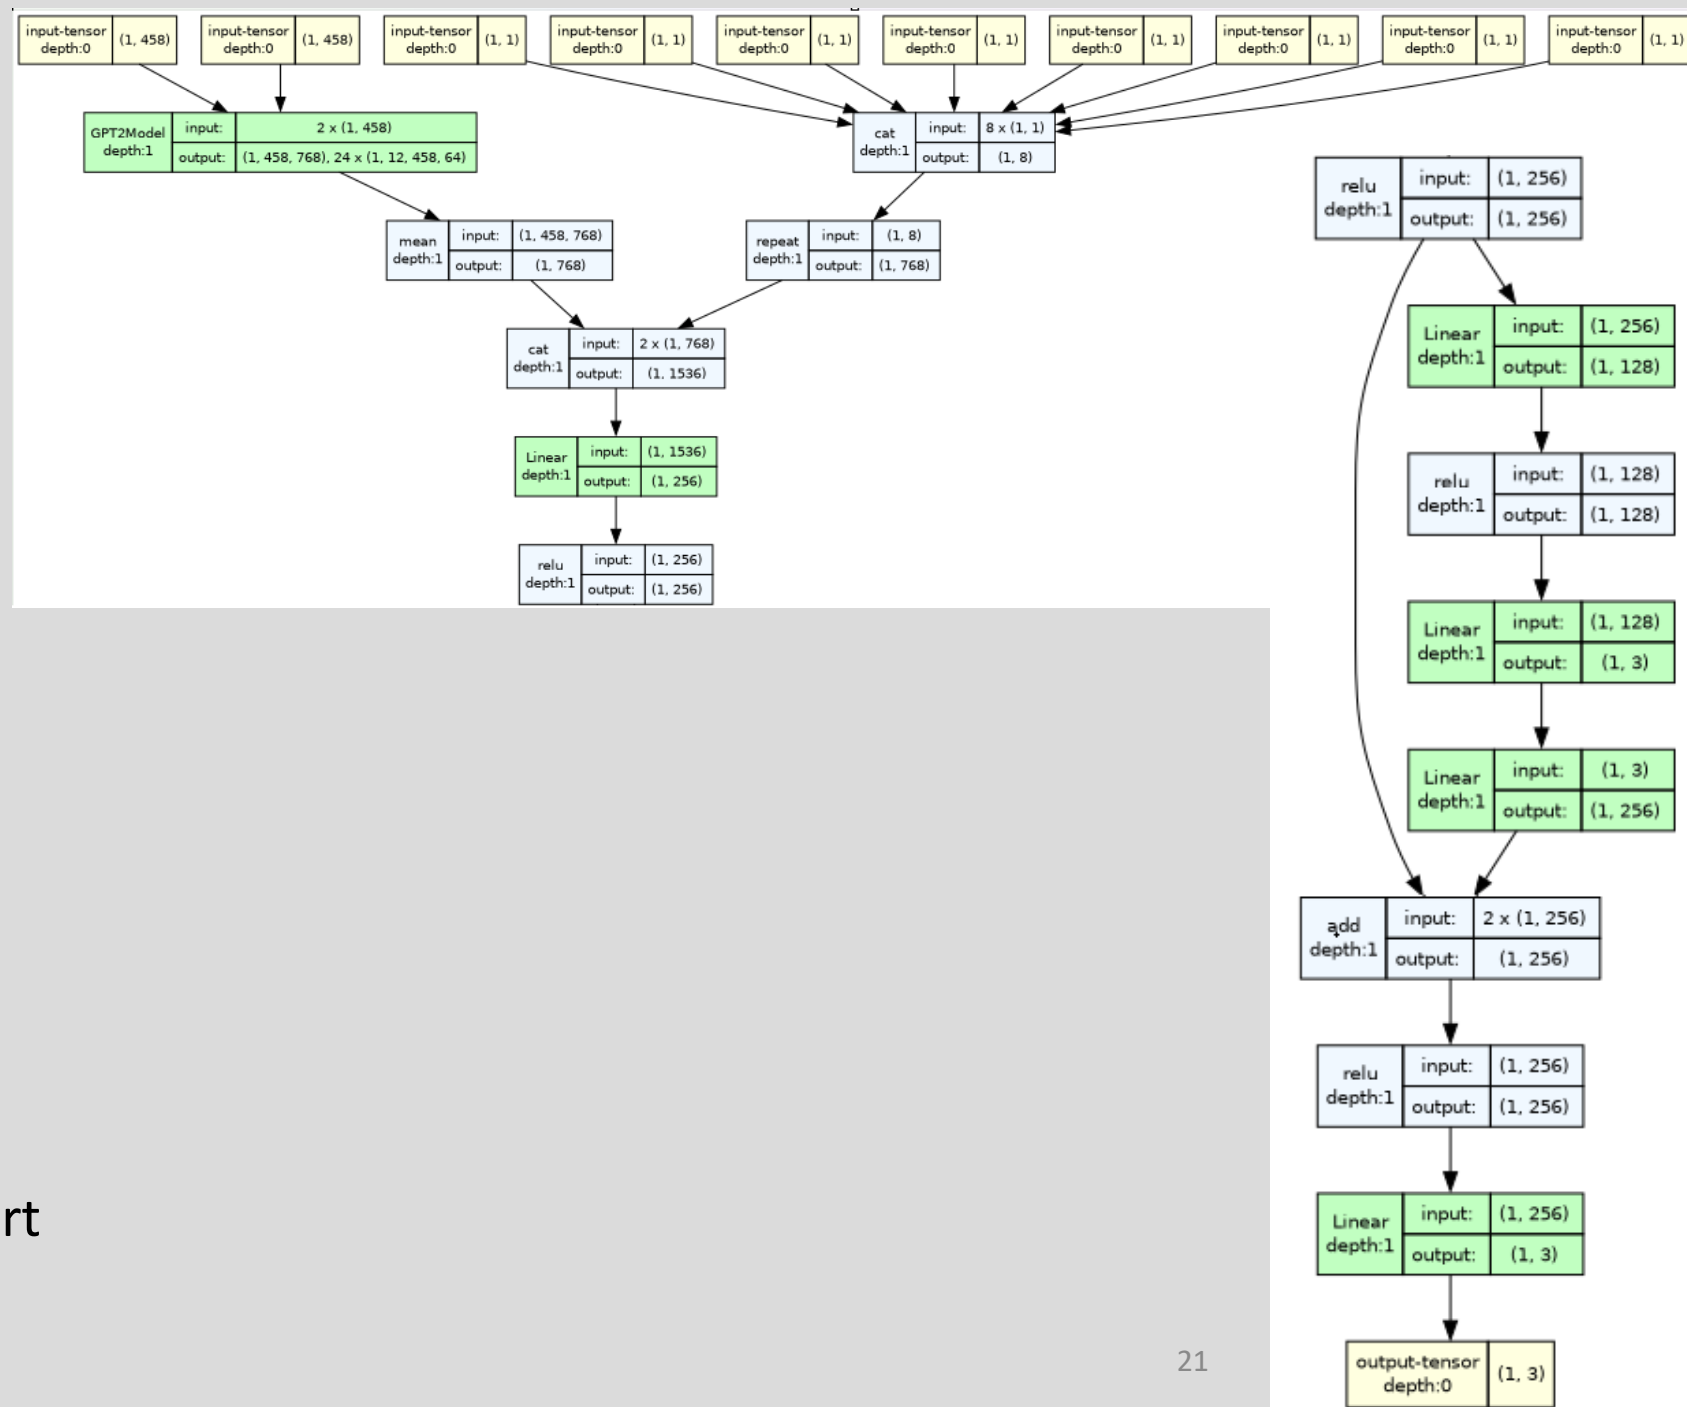 input-tensor
depth:0
(1, 458)
input-tensor
depth:0
(1, 458)
input-tensor
depth:0
(1, 1)
input-tensor
depth:0
(1, 1)
input-tensor
depth:0
(1, 1)
input-tensor
depth:0
(1, 1)
input-tensor
depth:0
(1, 1)
input-tensor
depth:0
(1, 1)
input-tensor
depth:0
(1, 1)
input-tensor
depth:0
(1, 1)
GPT2Model
depth:1
input:
2 x (1, 458)
output:
(1, 458, 768), 24 x (1, 12, 458, 64)
cat
depth:1
input:
8 x (1, 1)
output:
(1, 8)
mean
depth:1
input:
(1, 458, 768)
output:
(1, 768)
repeat
depth:1
input:
(1, 8)
output:
(1, 768)
cat
depth:1
input:
2 x (1, 768)
output:
(1, 1536)
Linear
depth:1
input:
(1, 1536)
output:
(1, 256)
relu
depth:1
input:
(1, 256)
output:
(1, 256)
relu
depth:1
input:
(1, 256)
output:
(1, 256)
Linear
depth:1
input:
(1, 256)
output:
(1, 128)
relu
depth:1
input:
(1, 128)
output:
(1, 128)
Linear
depth:1
input:
(1, 128)
output:
(1, 3)
Linear
depth:1
input:
(1, 3)
output:
(1, 256)
add
depth:1
input:
2 x (1, 256)
output:
(1, 256)
relu
depth:1
input:
(1, 256)
output:
(1, 256)
Linear
depth:1
input:
(1, 256)
output:
(1, 3)
output-tensor
depth:0
(1, 3)
rt
21